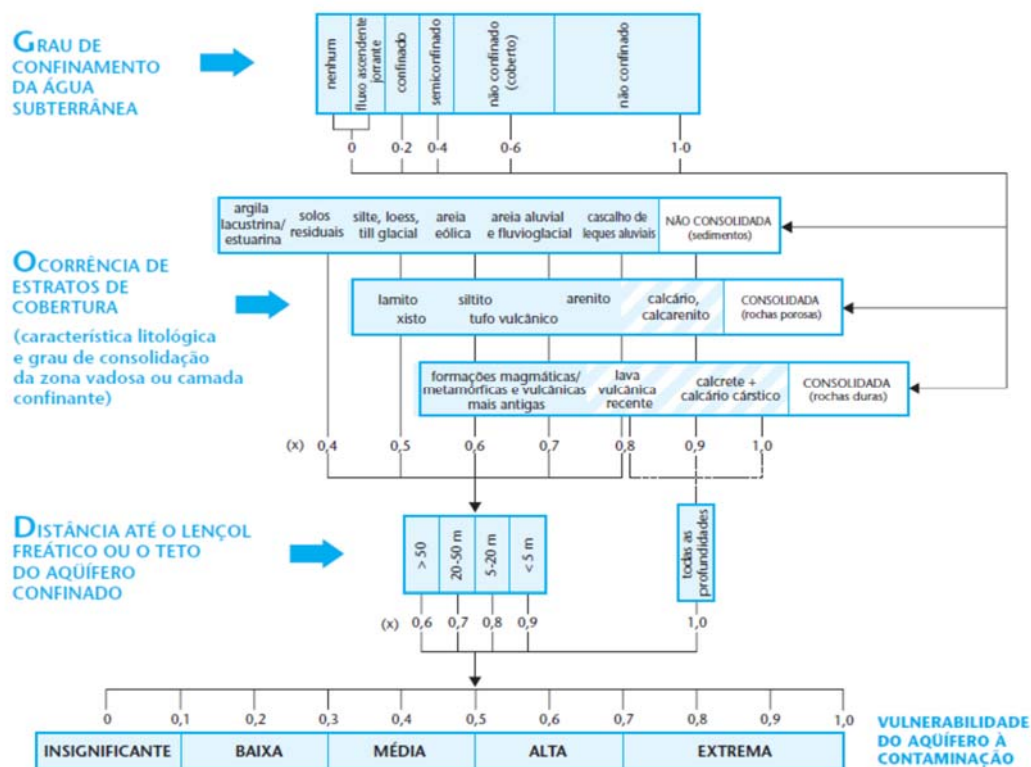 GRAU DE
CONFINAMENTO
DA ÁGUA
SUBTERRÂNEA
nenhum
fluxo ascendente
jorrante
confinado
semiconfinado
não confinado
(coberto)
não confinado
0 0·2 0·4 0·6 1·0
argila
lacustrina/
estuarina
solos
residuais
silte, loess,
till glacial
areia
eólica
areia aluvial
e fluvioglacial
cascalho de
leques aluviais
NÃO CONSOLIDADA
(sedimentos)
OCORRÊNCIA DE
ESTRATOS DE
COBERTURA
(característica litológica
e grau de consolidação
da zona vadosa ou camada
confinante)
lamito
xisto
siltito
tufo vulcânico
arenito
calcário,
calcarenito
CONSOLIDADA
(rochas porosas)
formações magmáticas/
metamórficas e vulcânicas
mais antigas
lava
vulcânica
recente
calcrete +
calcário cárstico
CONSOLIDADA
(rochas duras)
(x) 0,4 0,5 0,6 0,7 0,8 0,9 1,0
DISTÂNCIA ATÉ O LENÇOL
FREÁTICO OU O TETO
DO AQÜÍFERO
CONFINADO
> 50
20-50 m
5-20 m
< 5 m
todas as
profundidades
(x) 0,6 0,7 0,8 0,9 1,0
0 0,1 0,2 0,3 0,4 0,5 0,6 0,7 0,8 0,9 1,0
INSIGNIFICANTE BAIXA MÉDIA ALTA EXTREMA
VULNERABILIDADE
DO AQÜÍFERO À
CONTAMINAÇÃO